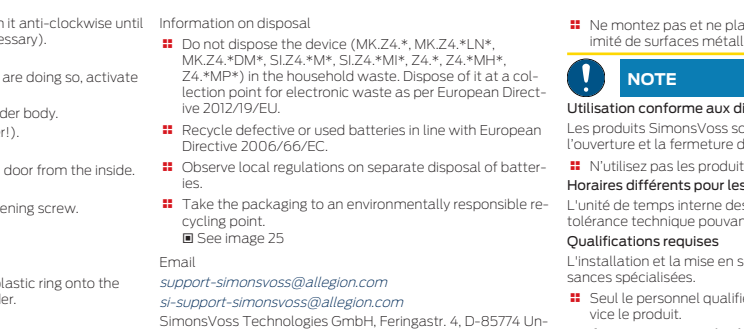 it anti-clockwise until
essary).
are doing so, activate
der body.
r!).
door from the inside.
ening screw.
plastic ring onto the
der.
Information on disposal
Do not dispose the device (MK.Z4.*, MK.Z4.*LN*,
MK.Z4.*DM*, SI.Z4.*M*, SI.Z4.*MI*, Z4.*, Z4.*MH*,
Z4.*MP*) in the household waste. Dispose of it at a col-
lection point for electronic waste as per European Direct-
ive 2012/19/EU.
Recycle defective or used batteries in line with European
Directive 2006/66/EC.
Observe local regulations on separate disposal of batter-
ies.
Take the packaging to an environmentally responsible re-
cycling point.
See image 25
Email
support-simonsvoss@allegion.com
si-support-simonsvoss@allegion.com
SimonsVoss Technologies GmbH, Feringastr. 4, D-85774 Un-
Ne montez pas et ne pla
imité de surfaces métall
NOTE
Utilisation conforme aux di
Les produits SimonsVoss so
l'ouverture et la fermeture d
N'utilisez pas les produit
Horaires différents pour les
L'unité de temps interne des
tolérance technique pouvan
Qualifications requises
L'installation et la mise en s
sances spécialisées.
Seul le personnel qualifi
vice le produit.